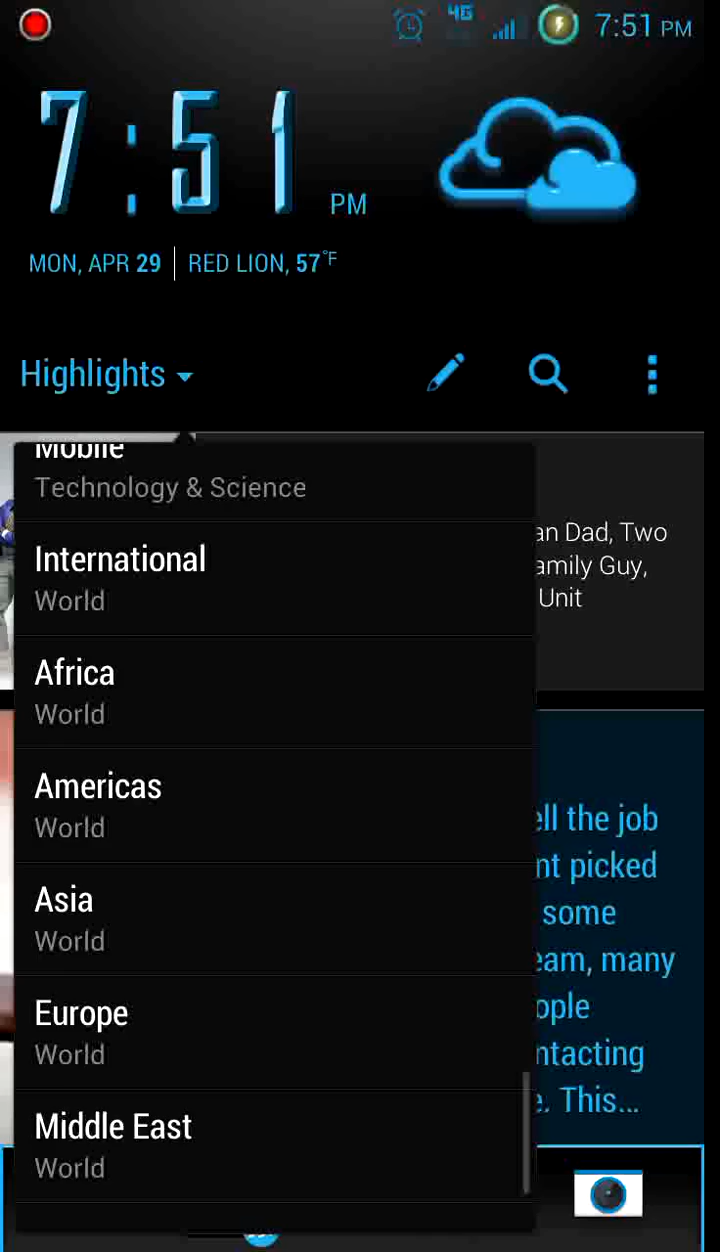 4G
7:51 PM
7:51 PM
MON, APR 29 | RED LION, 57°F
Highlights
Mobile
Technology & Science
an Dad, Two
International
amily Guy,
World
Unit
Africa
World
Americas
World
ell the job
nt picked
Asia
some
World
eam, many
Europe
ople
World
ntacting
e. This...
Middle East
World